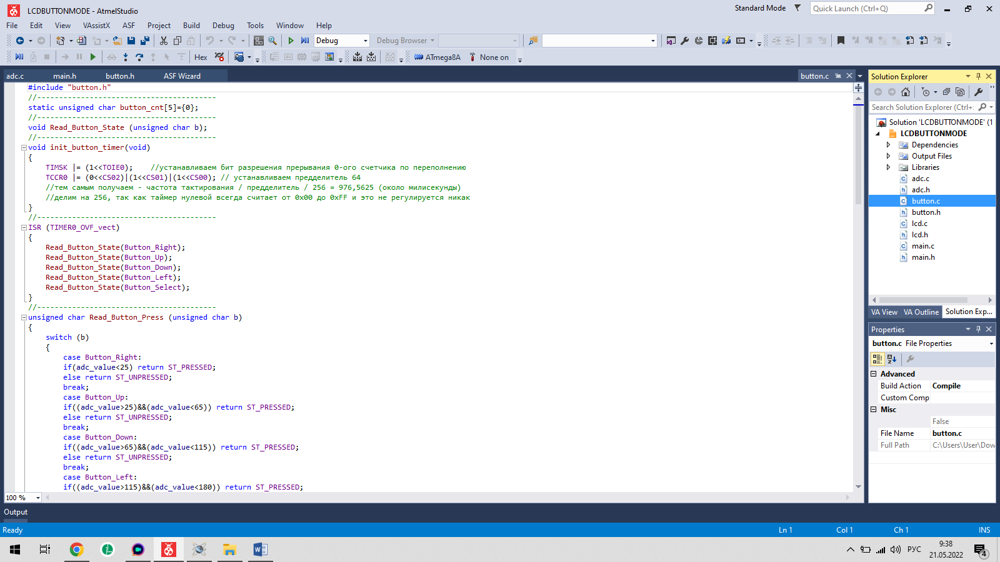 LCDBUTTONMODE - AtmelStudio
Standard Mode
Quick Launch (Ctrl+Q)
File Edit View VAssistX ASF Project Build Debug Tools Window Help
Debug
Debug Browser
Hex
ATmega8A
None on
adc.c main.h button.h ASF Wizard
button.c
#include "button.h"
//-----------------------------------------
static unsigned char button_cnt[5]={0};
//-----------------------------------------
void Read_Button_State (unsigned char b);
//-----------------------------------------
void init_button_timer(void)
{
TIMSK |= (1<<TOIE0); //устанавливаем бит разрешения прерывания 0-ого счетчика по переполнению
TCCR0 |= (0<<CS02)|(1<<CS01)|(1<<CS00); // устанавливаем предделитель 64
//тем самым получаем - частота тактирования / предделитель / 256 = 976,5625 (около милисекунды)
//делим на 256, так как таймер нулевой всегда считает от 0x00 до 0xFF и это не регулируется никак
}
//-----------------------------------------
ISR (TIMER0_OVF_vect)
{
Read_Button_State(Button_Right);
Read_Button_State(Button_Up);
Read_Button_State(Button_Down);
Read_Button_State(Button_Left);
Read_Button_State(Button_Select);
}
//-----------------------------------------
unsigned char Read_Button_Press (unsigned char b)
{
switch (b)
{
case Button_Right:
if(adc_value<25) return ST_PRESSED;
else return ST_UNPRESSED;
break;
case Button_Up:
if((adc_value>25)&&(adc_value<65)) return ST_PRESSED;
else return ST_UNPRESSED;
break;
case Button_Down:
if((adc_value>65)&&(adc_value<115)) return ST_PRESSED;
else return ST_UNPRESSED;
break;
case Button_Left:
if((adc_value>115)&&(adc_value<180)) return ST_PRESSED;
100 %
Solution Explorer
Search Solution Explorer (Ctrl+;
Solution 'LCDBUTTONMODE' (1
LCDBUTTONMODE
Dependencies
Output Files
Libraries
adc.c
adc.h
button.c
button.h
lcd.c
lcd.h
main.c
main.h
VA View VA Outline Solution Exp...
Properties
button.c File Properties
Advanced
Build Action Compile
Custom Comp
Misc
False
File Name button.c
Full Path C:\Users\User\Dow
Output
Ready
Ln 1 Col 1 Ch 1 INS
РУС
9:38
21.05.2022
4